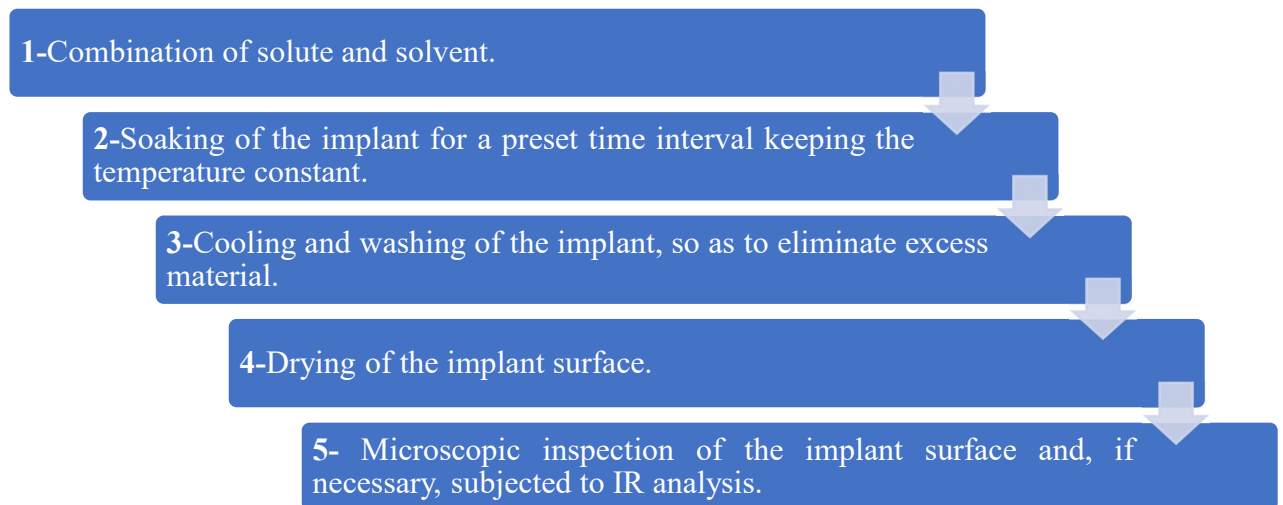 1-Combination of solute and solvent.
2-Soaking of the implant for a preset time interval keeping the
temperature constant.
3-Cooling and washing of the implant, so as to eliminate excess
material.
4-Drying of the implant surface.
5- Microscopic inspection of the implant surface and, if
necessary, subjected to IR analysis.